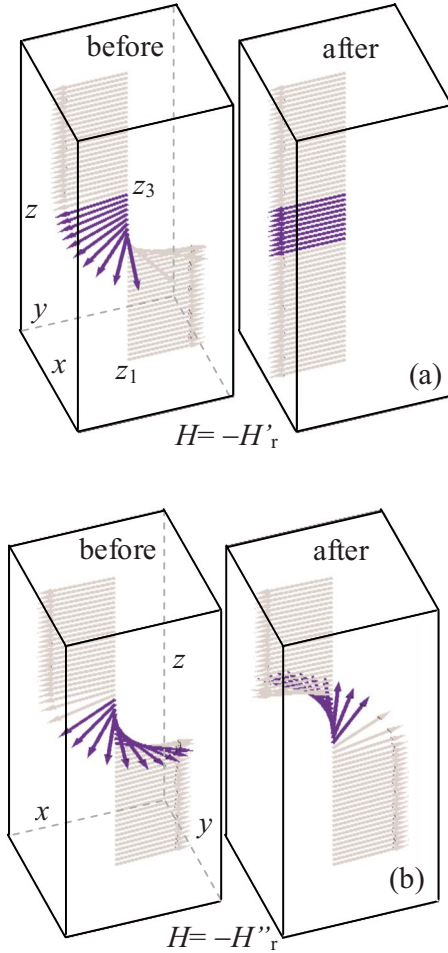 before
after
z
z₃
y
x
z₁
(a)
H= –H’r
before
after
z
x
y
(b)
H= –H”r